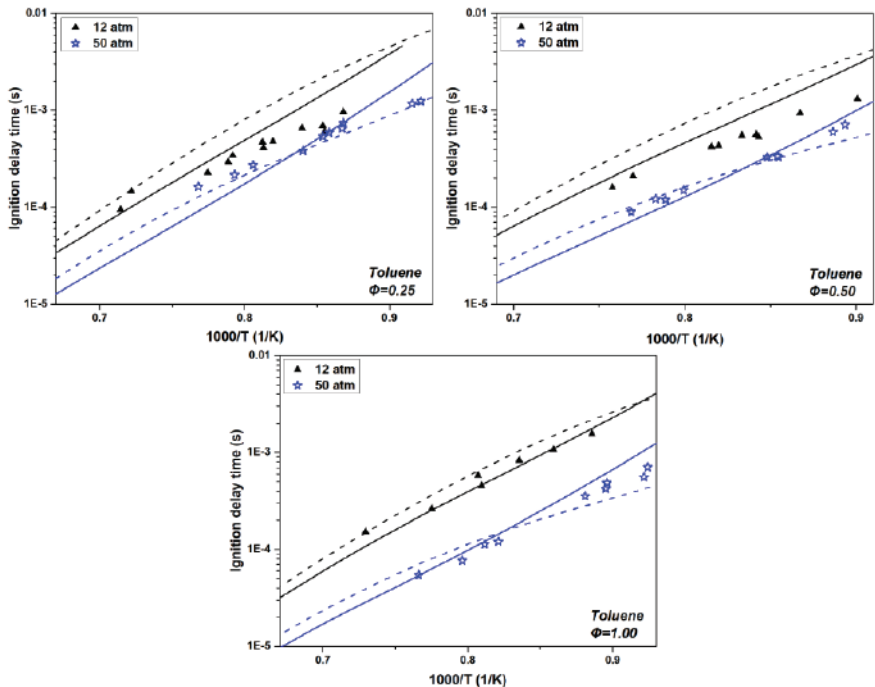 0.01
12 atm
50 atm
1E-3
1E-4
1E-5
Ignition delay time (s)
Toluene
Φ=0.25
0.7
0.8
0.9
1000/T (1/K)
0.01
12 atm
50 atm
1E-3
1E-4
1E-5
Ignition delay time (s)
Toluene
Φ=0.50
0.7
0.8
0.9
1000/T (1/K)
0.01
12 atm
50 atm
1E-3
1E-4
1E-5
Ignition delay time (s)
Toluene
Φ=1.00
0.7
0.8
0.9
1000/T (1/K)